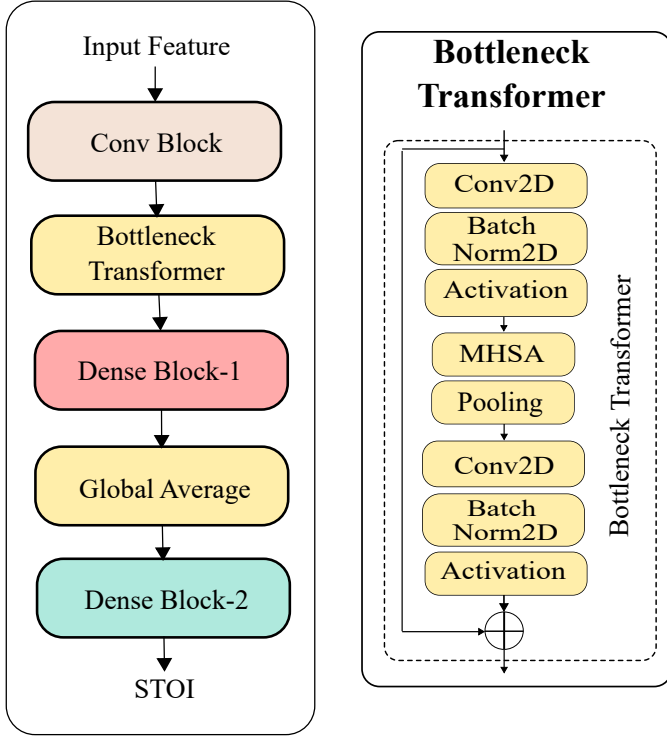 Input Feature
Conv Block
Bottleneck
Transformer
Dense Block-1
Global Average
Dense Block-2
STOI
Bottleneck
Transformer
Conv2D
Batch
Norm2D
Activation
MHSA
Pooling
Conv2D
Batch
Norm2D
Activation
Bottleneck Transformer